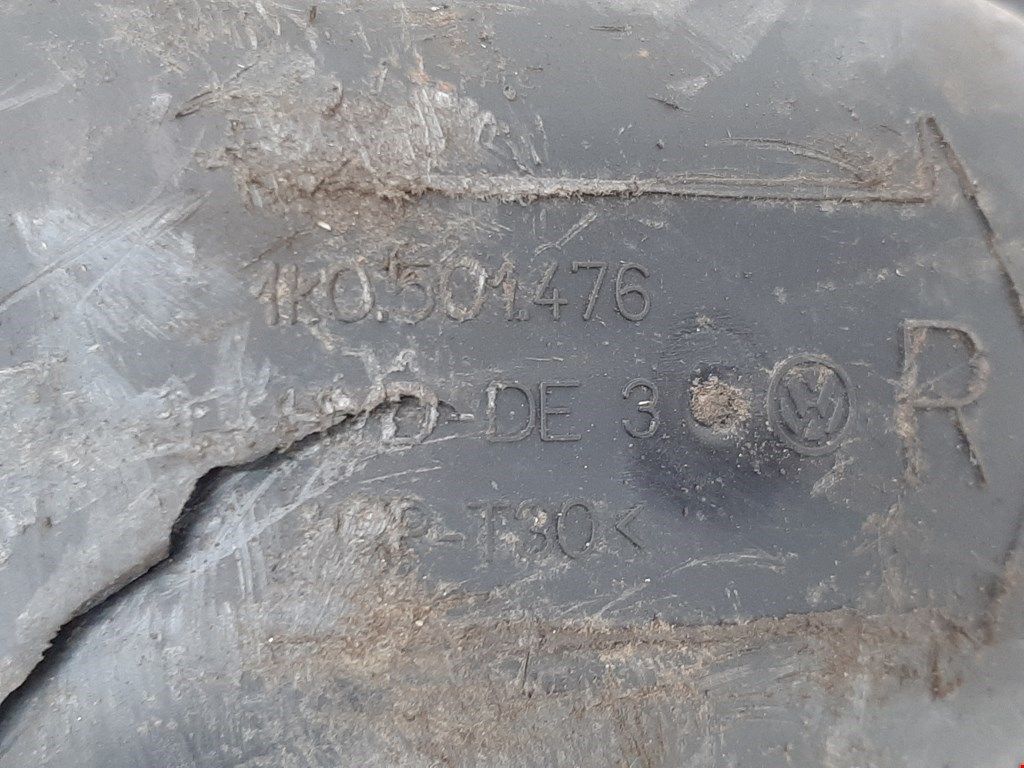 1K0.501.476
R
D-DE 3
P-T30<